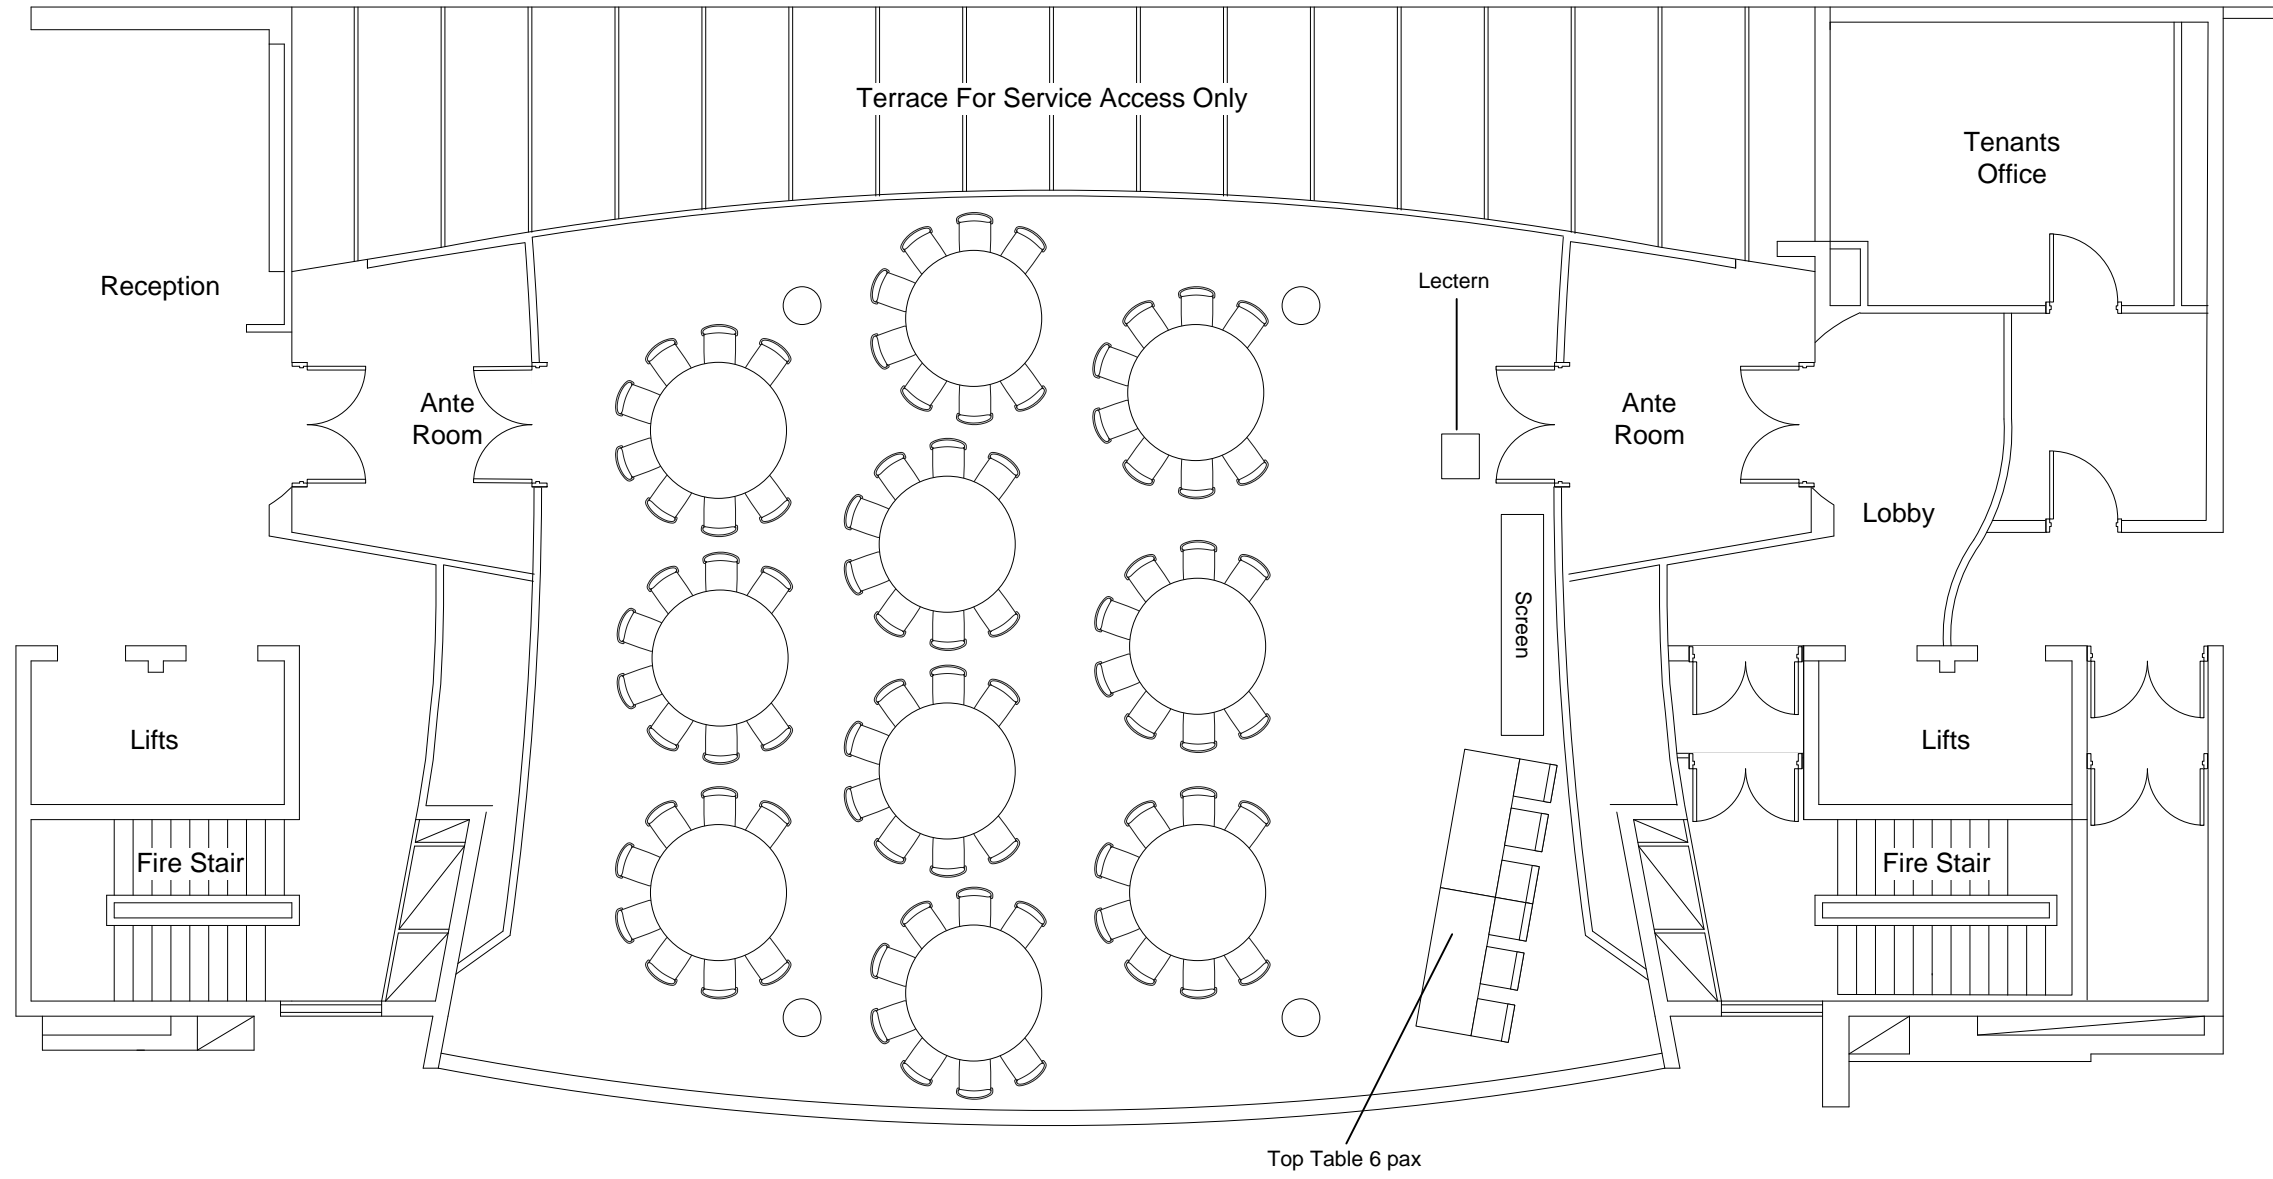 Terrace For Service Access Only
Tenants
Office
Reception
Lectern
Ante
Room
Ante
Room
Lobby
Screen
Lifts
Lifts
Fire Stair
Fire Stair
Top Table 6 pax